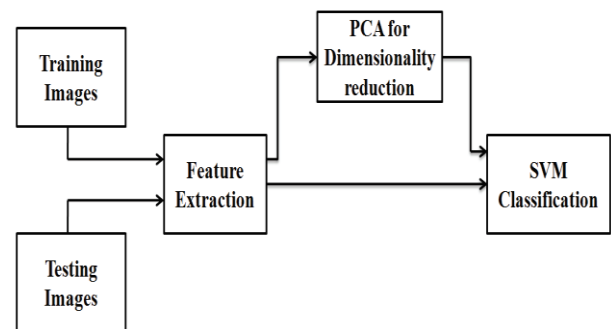 Training
Images
PCA for
Dimensionality
reduction
Feature
Extraction
SVM
Classification
Testing
Images